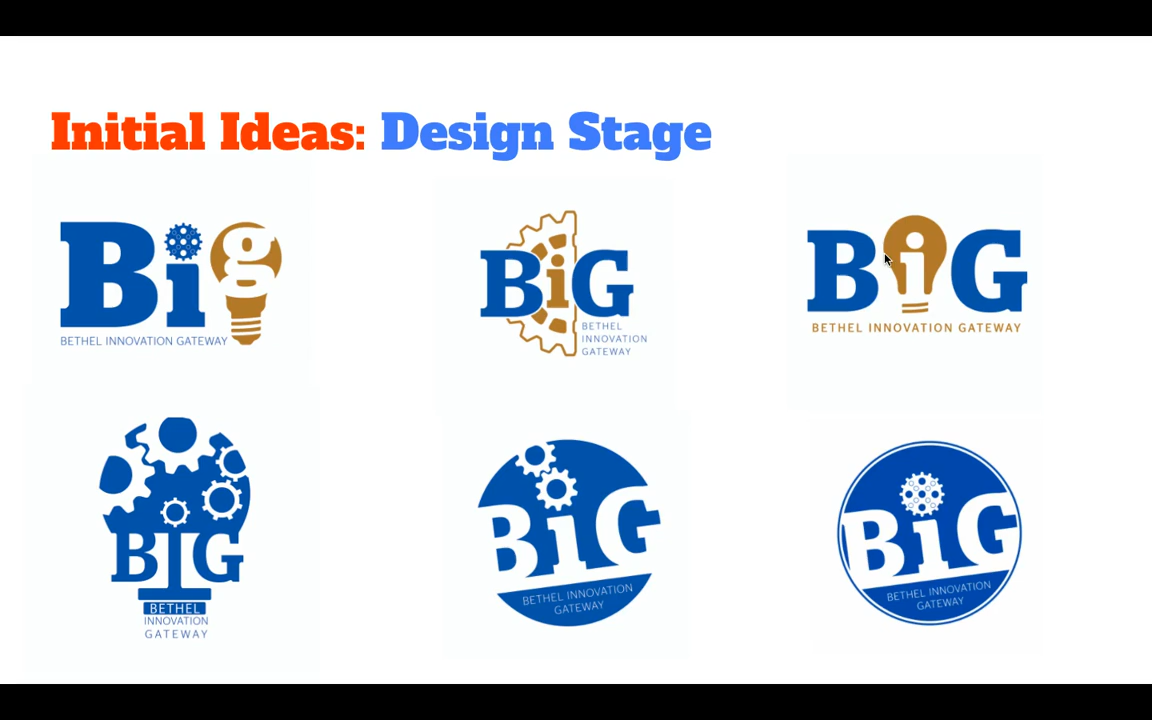 Initial Ideas: Design Stage
Big
BETHEL INNOVATION GATEWAY
BiG
BETHEL
INNOVATION
GATEWAY
BiG
BETHEL INNOVATION GATEWAY
BIG
BETHEL
INNOVATION
GATEWAY
BiG
BETHEL INNOVATION
GATEWAY
BiG
BETHEL INNOVATION
GATEWAY